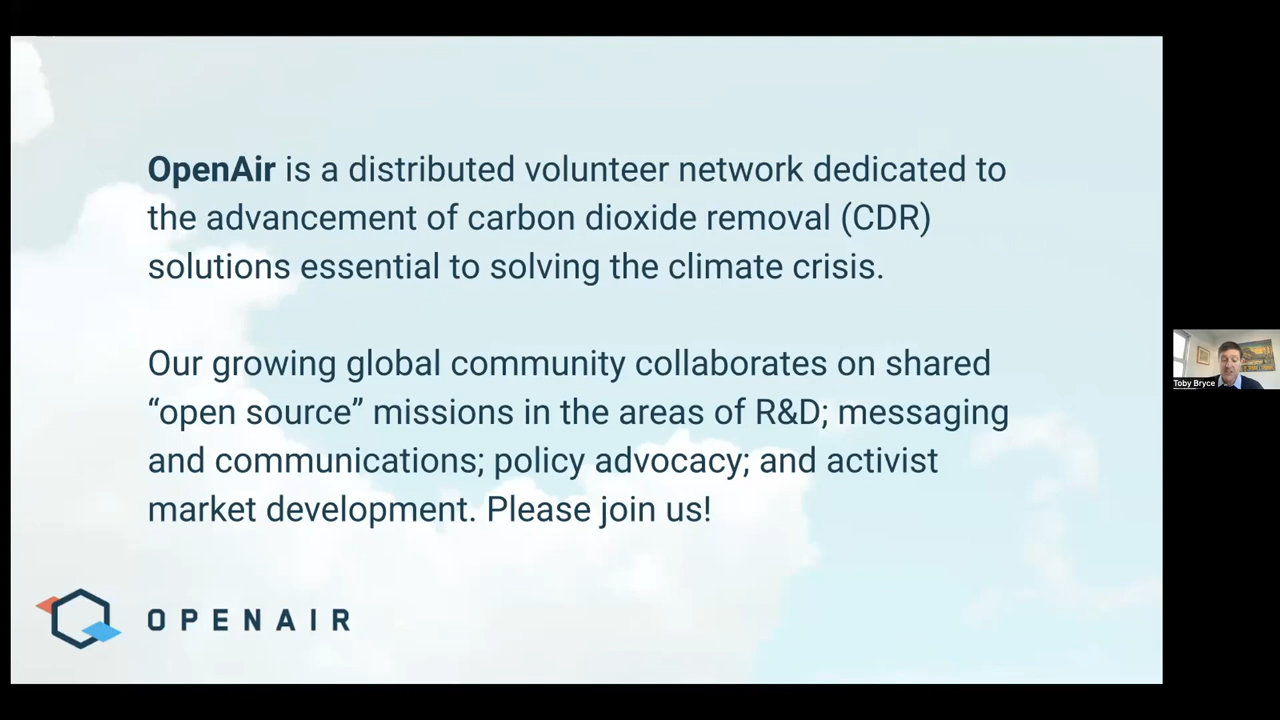 OpenAir is a distributed volunteer network dedicated to
the advancement of carbon dioxide removal (CDR)
solutions essential to solving the climate crisis.
Our growing global community collaborates on shared
“open source” missions in the areas of R&D; messaging
and communications; policy advocacy; and activist
market development. Please join us!
OPENAIR
Toby Bryce